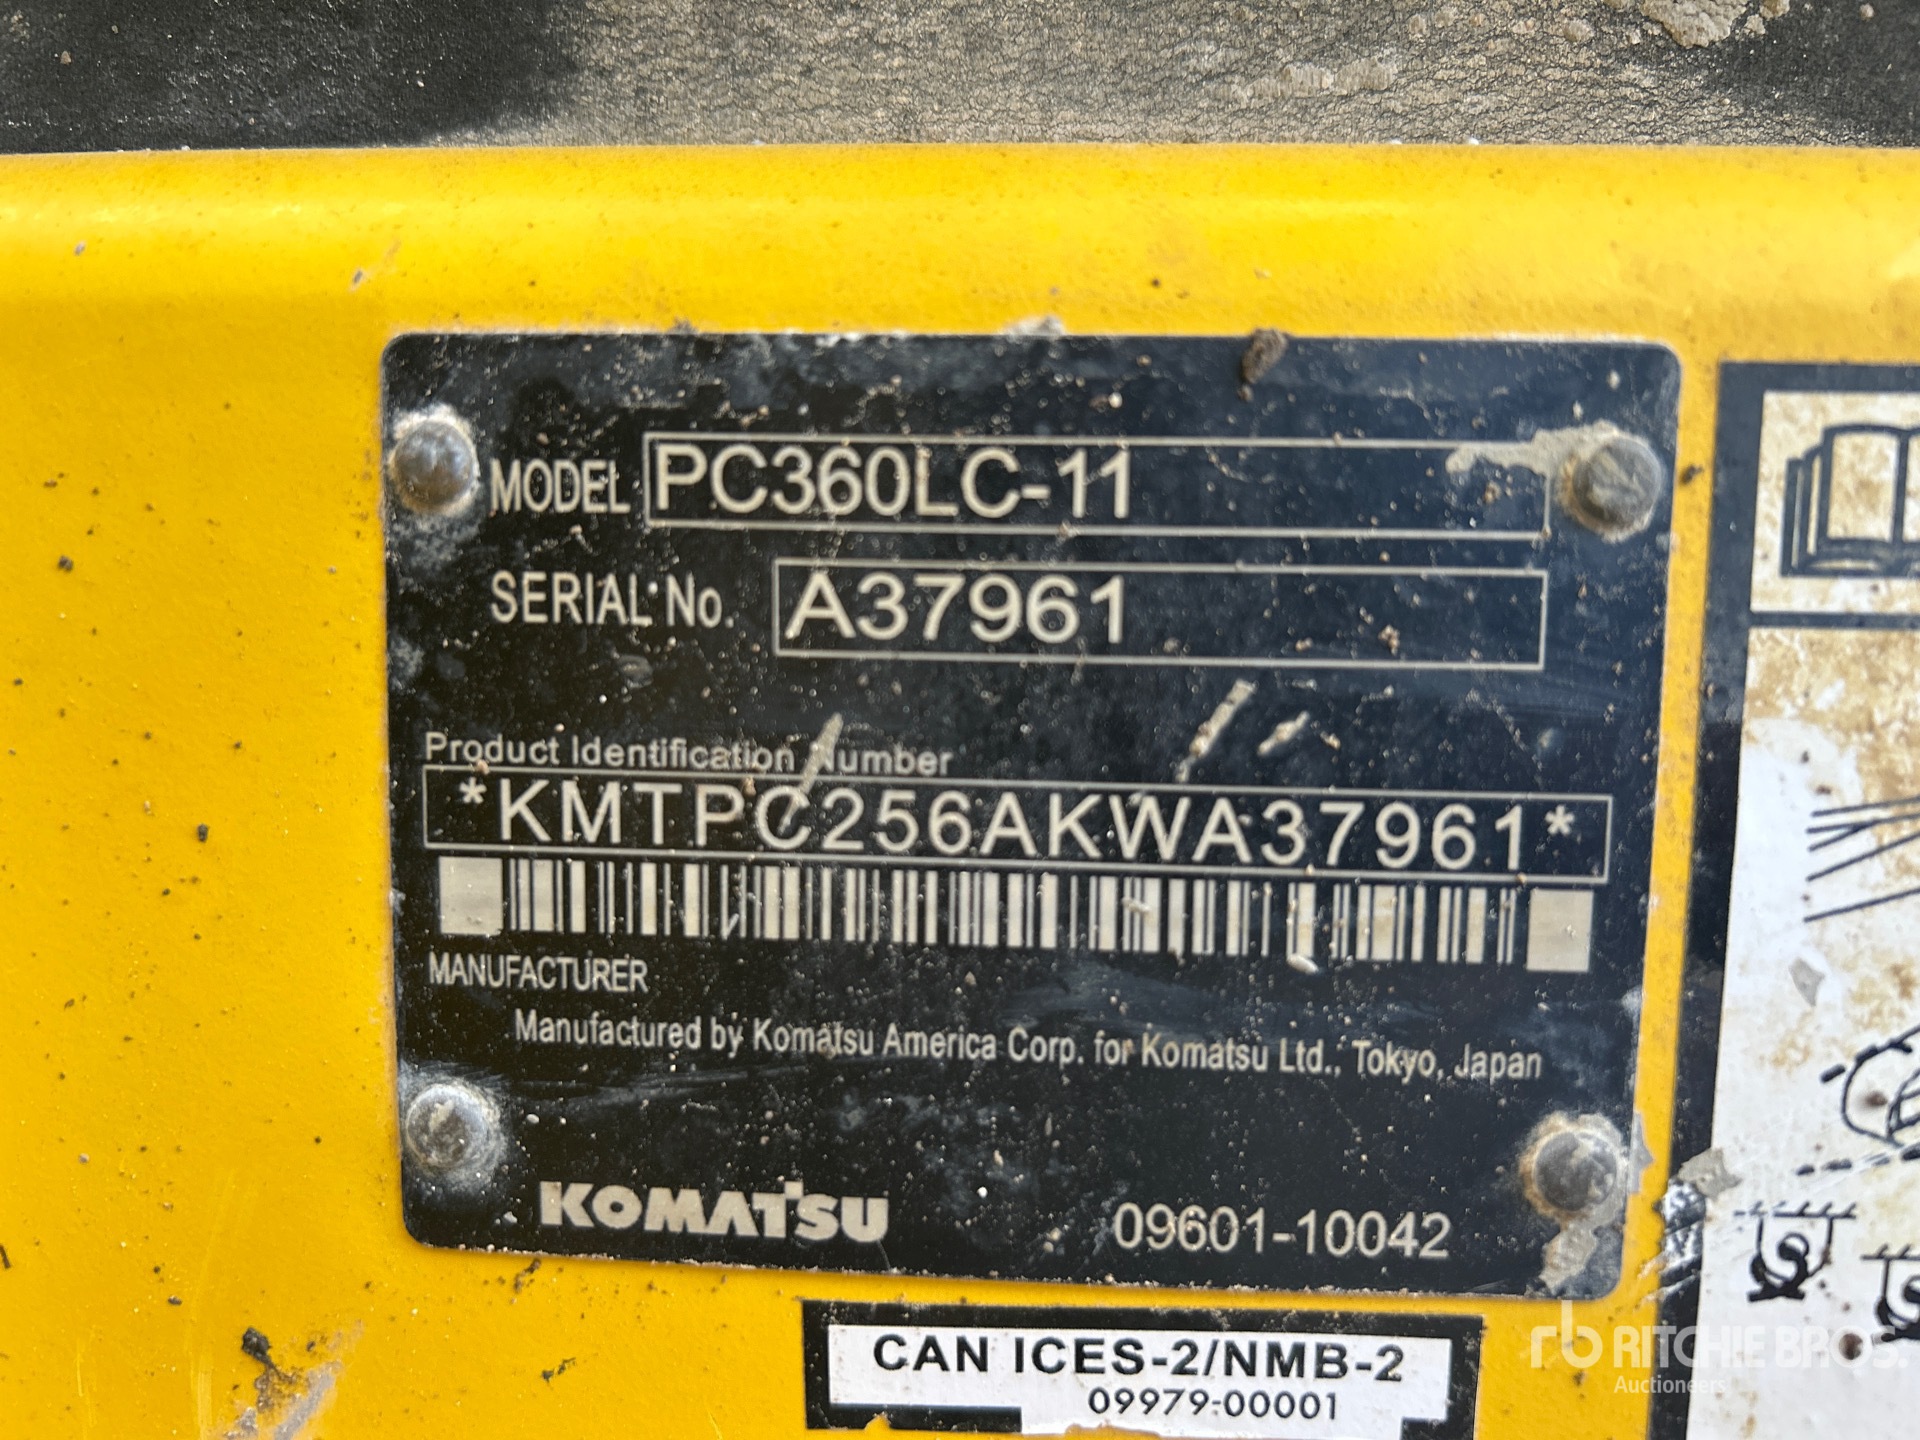 MODEL PC360LC-11
SERIAL No. A37961
Product Identification Number
*KMTPC256AKWA37961*
MANUFACTURER
Manufactured by Komatsu America Corp. for Komatsu Ltd., Tokyo, Japan
KOMATSU 09601-10042
CAN ICES-2/NMB-2
09979-00001
rb RITCHIE BROS.
Auctioneers